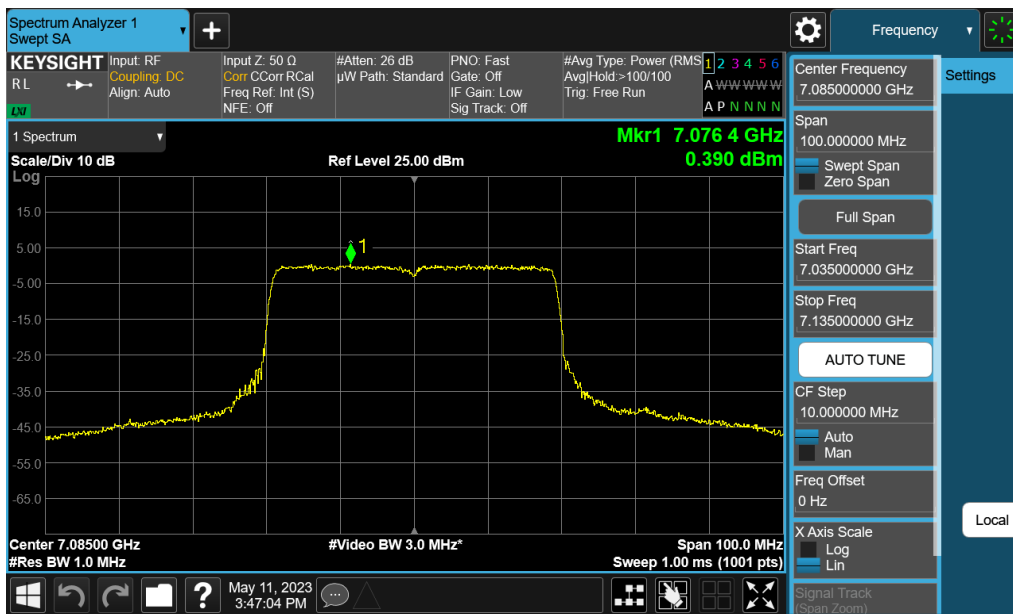 Spectrum Analyzer 1
Swept SA
Frequency
KEYSIGHT
RL
LXI
Input: RF
Coupling: DC
Align: Auto
Input Z: 50 Ω
Corr CCorr RCal
Freq Ref: Int (S)
NFE: Off
#Atten: 26 dB
µW Path: Standard
PNO: Fast
Gate: Off
IF Gain: Low
Sig Track: Off
#Avg Type: Power (RMS
Avg|Hold:>100/100
Trig: Free Run
1 2 3 4 5 6
A W W W W W
A P N N N N
1 Spectrum
Scale/Div 10 dB
Log
Ref Level 25.00 dBm
Mkr1 7.076 4 GHz
0.390 dBm
1
15.0
5.00
-5.00
-15.0
-25.0
-35.0
-45.0
-55.0
-65.0
Center 7.08500 GHz
#Res BW 1.0 MHz
#Video BW 3.0 MHz*
Span 100.0 MHz
Sweep 1.00 ms (1001 pts)
May 11, 2023
3:47:04 PM
Center Frequency
7.085000000 GHz
Span
100.000000 MHz
Swept Span
Zero Span
Full Span
Start Freq
7.035000000 GHz
Stop Freq
7.135000000 GHz
AUTO TUNE
CF Step
10.000000 MHz
Auto
Man
Freq Offset
0 Hz
X Axis Scale
Log
Lin
Signal Track
(Span Zoom)
Settings
Local